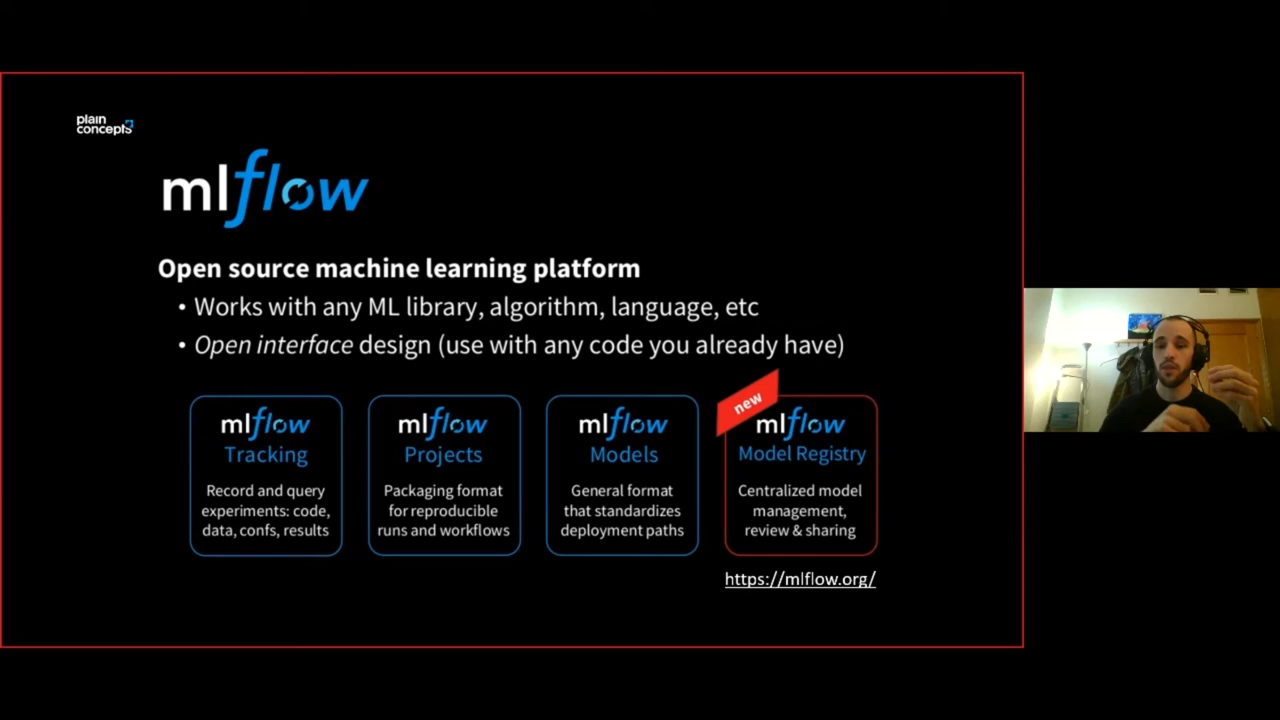 plain
concepts
mlflow
Open source machine learning platform
• Works with any ML library, algorithm, language, etc
• Open interface design (use with any code you already have)
mlflow
Tracking
Record and query
experiments: code,
data, confs, results
mlflow
Projects
Packaging format
for reproducible
runs and workflows
mlflow
Models
General format
that standardizes
deployment paths
new
mlflow
Model Registry
Centralized model
management,
review & sharing
https://mlflow.org/